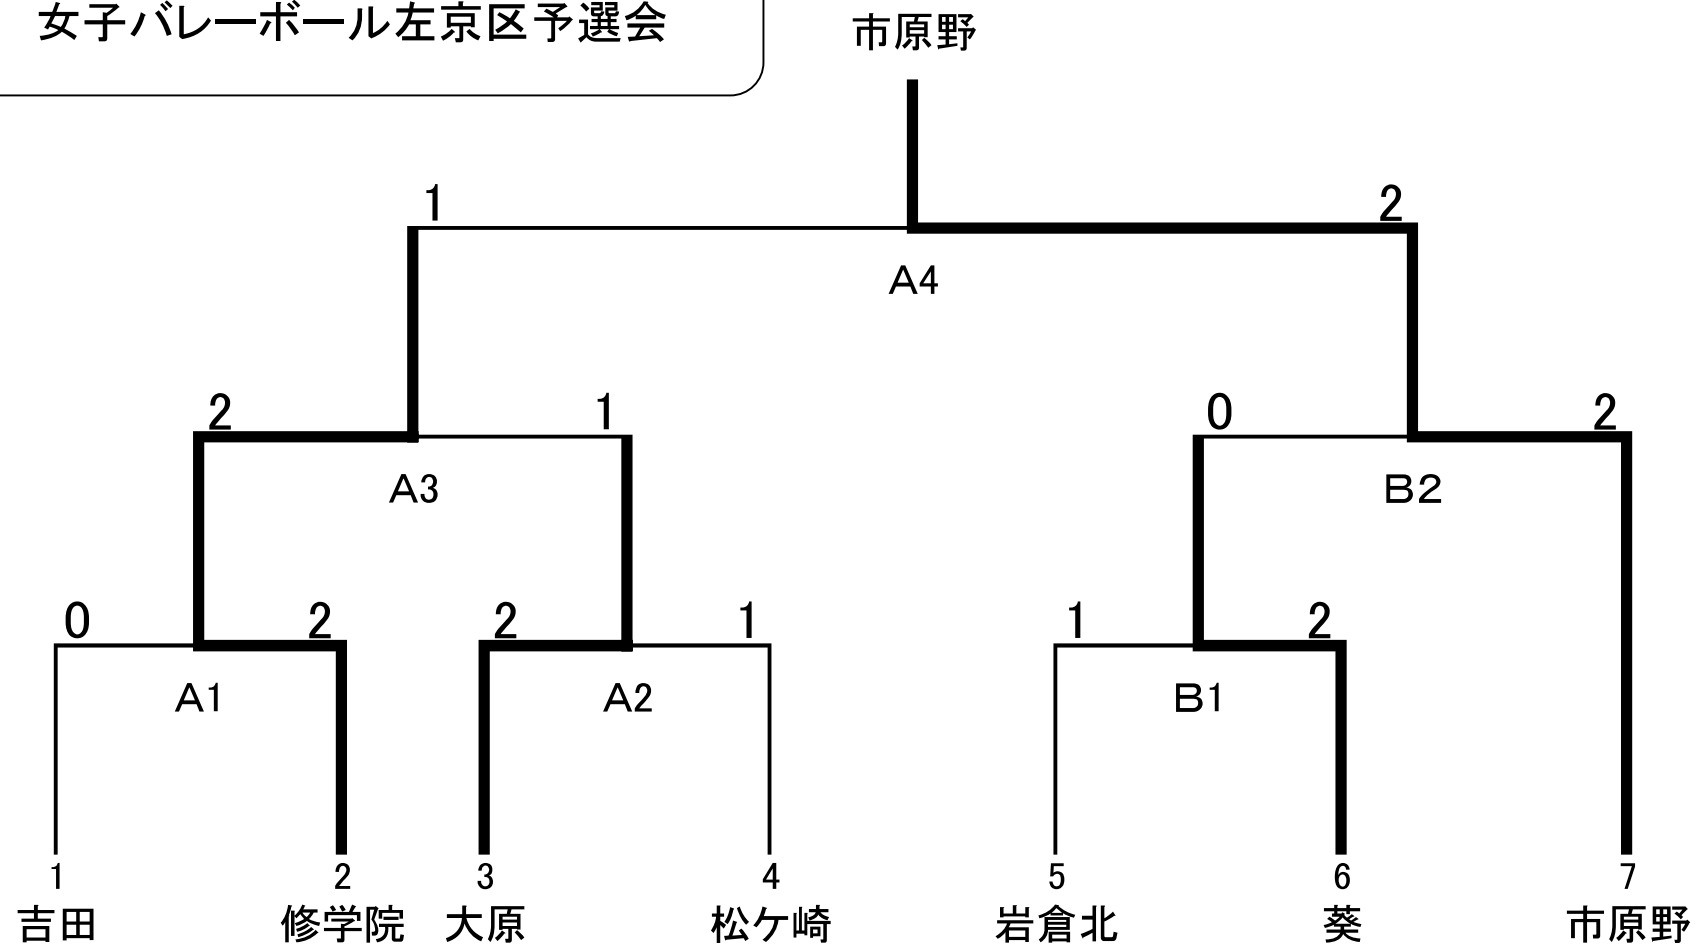 女子バレーボール左京区予選会
市原野
1 2
A4
2 1 0 2
A3 B2
0 2 2 1 1 2
A1 A2 B1
1 2 3 4 5 6 7
吉田 修学院 大原 松ケ崎 岩倉北 葵 市原野